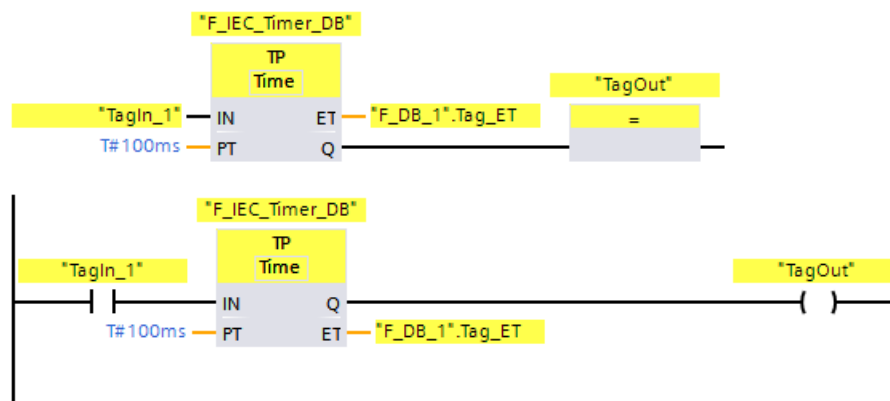 "F_IEC_Timer_DB"
TP
Time
"TagOut"
"TagIn_1" IN ET "F_DB_1".Tag_ET =
T#100ms PT Q
"F_IEC_Timer_DB"
TP
"TagIn_1" Time "TagOut"
IN Q
T#100ms PT ET "F_DB_1".Tag_ET